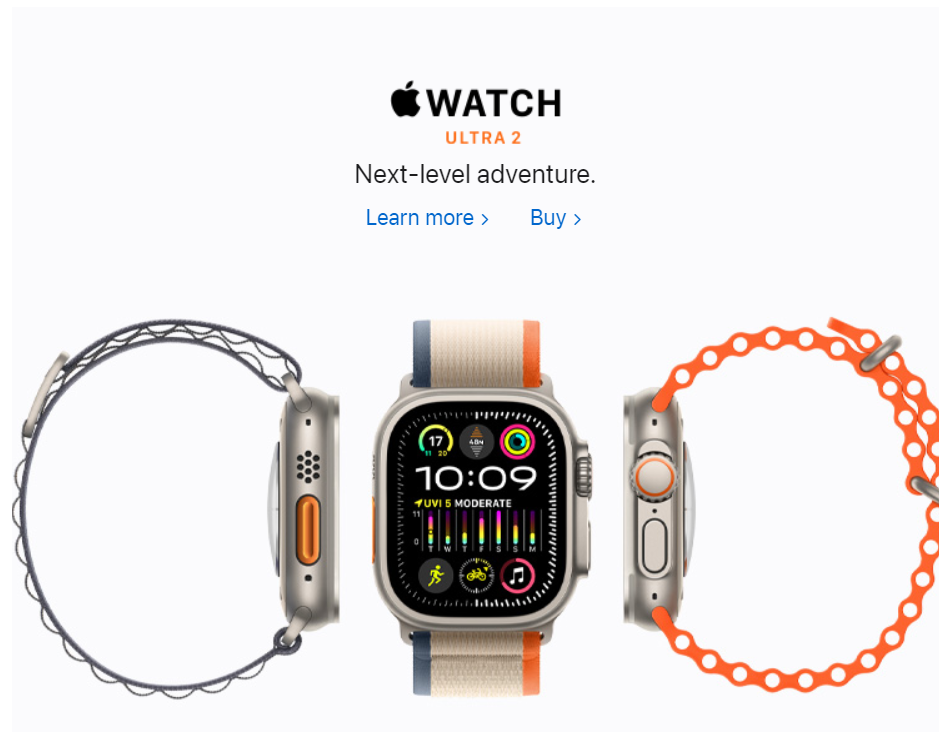 WATCH
ULTRA 2
Next-level adventure.
Learn more >
Buy >
17
11 20
10:09
UVI 5 MODERATE
11
0
T W T F S S M